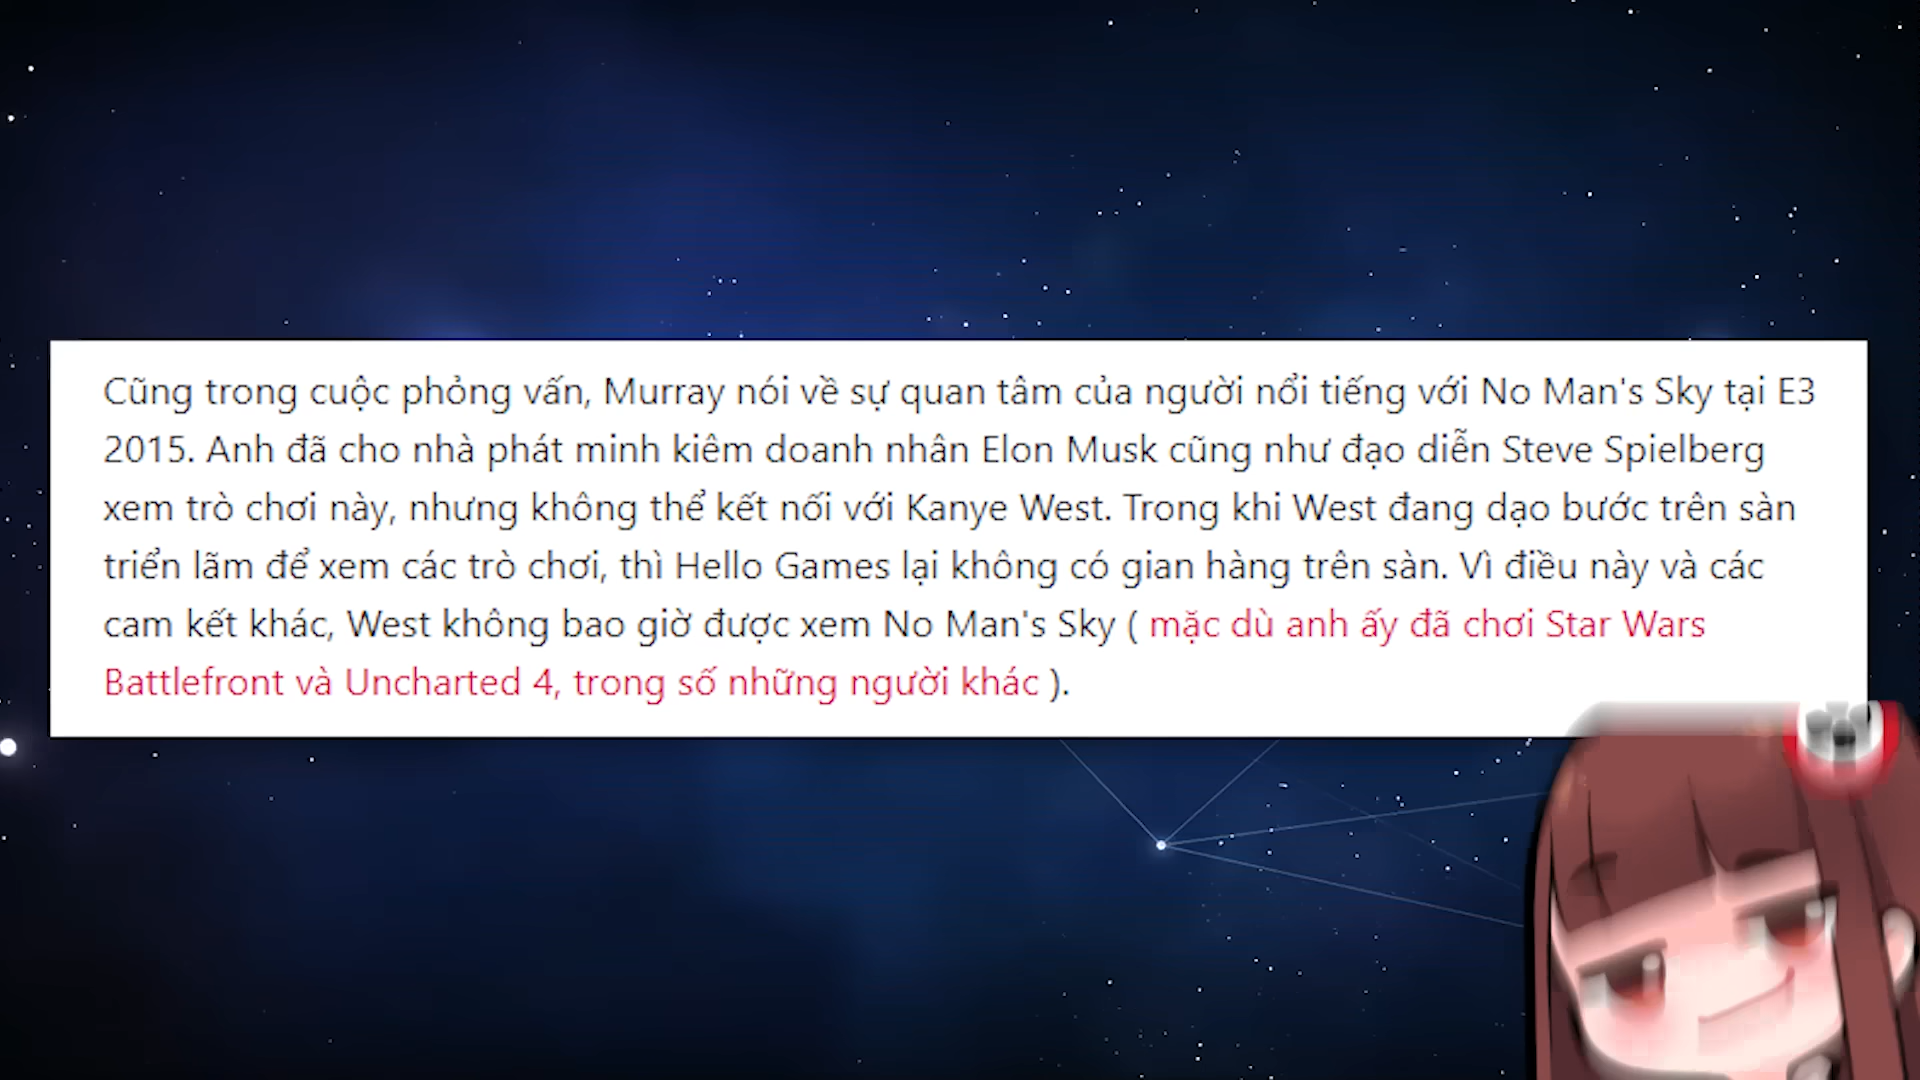 Cũng trong cuộc phỏng vấn, Murray nói về sự quan tâm của người nổi tiếng với No Man's Sky tại E3
2015. Anh đã cho nhà phát minh kiêm doanh nhân Elon Musk cũng như đạo diễn Steve Spielberg
xem trò chơi này, nhưng không thể kết nối với Kanye West. Trong khi West đang dạo bước trên sàn
triển lãm để xem các trò chơi, thì Hello Games lại không có gian hàng trên sàn. Vì điều này và các
cam kết khác, West không bao giờ được xem No Man's Sky ( mặc dù anh ấy đã chơi Star Wars
Battlefront và Uncharted 4, trong số những người khác ).